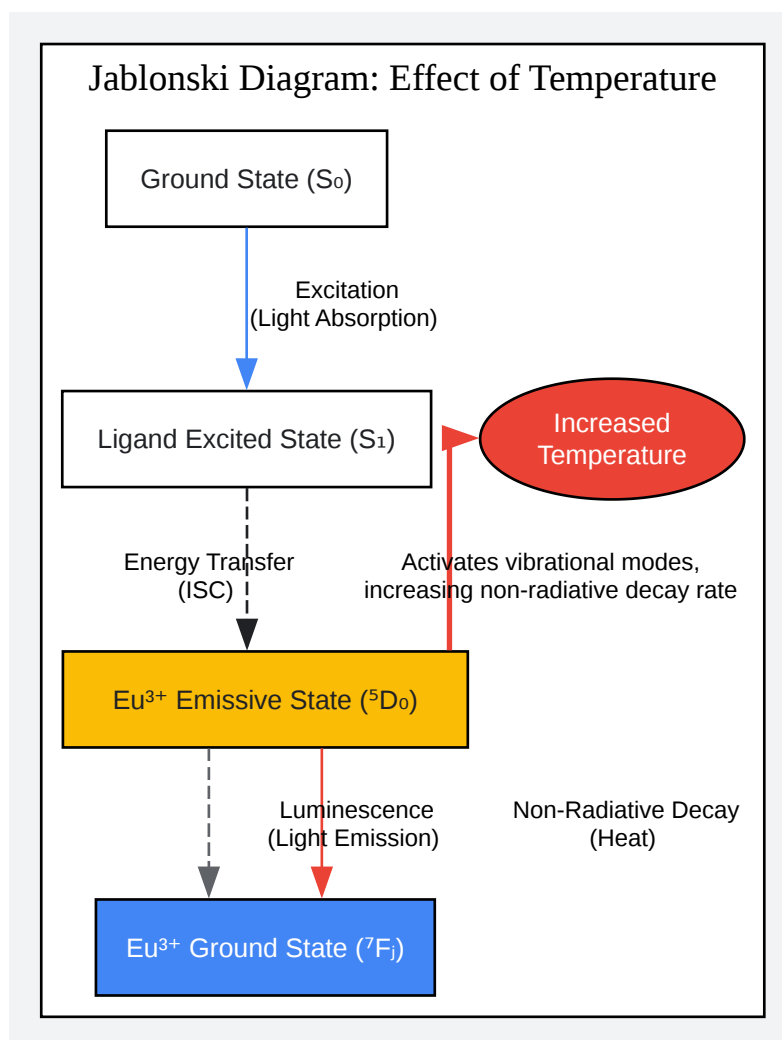 Jablonski Diagram: Effect of Temperature
Ground State (S₀)
Excitation
(Light Absorption)
Ligand Excited State (S₁)
Increased
Temperature
Energy Transfer
(ISC)
Activates vibrational modes,
increasing non-radiative decay rate
Eu³⁺ Emissive State (⁵D₀)
Luminescence
(Light Emission)
Non-Radiative Decay
(Heat)
Eu³⁺ Ground State (⁷Fⱼ)